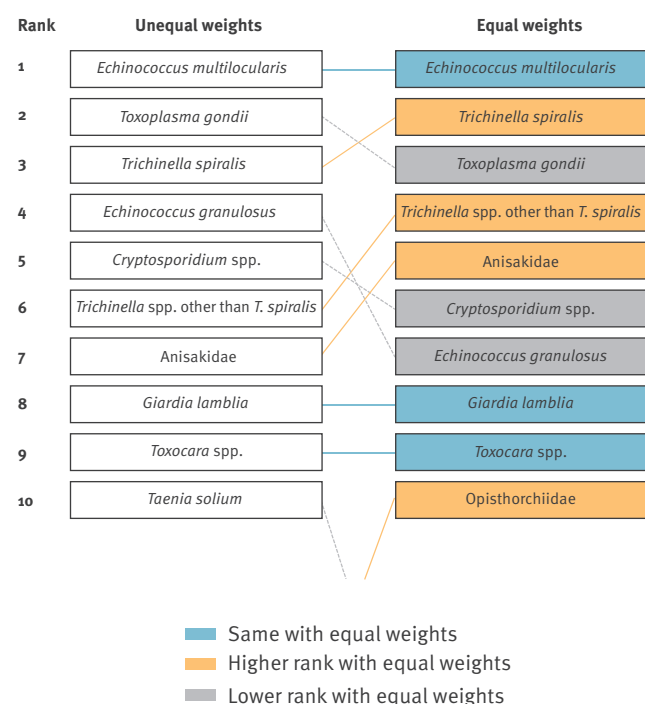 Rank Unequal weights Equal weights
1 Echinococcus multilocularis Echinococcus multilocularis
2 Toxoplasma gondii Trichinella spiralis
3 Trichinella spiralis Toxoplasma gondii
4 Echinococcus granulosus Trichinella spp. other than T. spiralis
5 Cryptosporidium spp. Anisakidae
6 Trichinella spp. other than T. spiralis Cryptosporidium spp.
7 Anisakidae Echinococcus granulosus
8 Giardia lamblia Giardia lamblia
9 Toxocara spp. Toxocara spp.
10 Taenia solium Opisthorchiidae
Same with equal weights
Higher rank with equal weights
Lower rank with equal weights